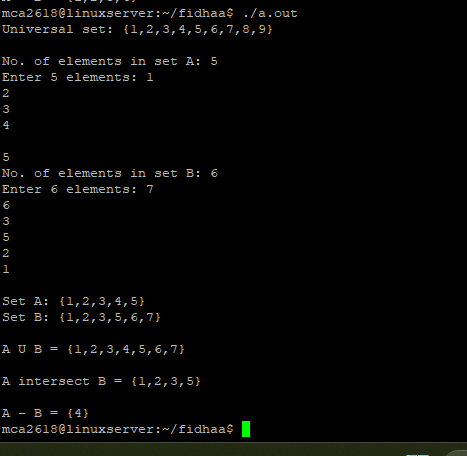 mca2618@linuxserver:~/fidhaa$ ./a.out
Universal set: {1,2,3,4,5,6,7,8,9}
No. of elements in set A: 5
Enter 5 elements: 1
2
3
4
5
No. of elements in set B: 6
Enter 6 elements: 7
6
3
5
2
1
Set A: {1,2,3,4,5}
Set B: {1,2,3,5,6,7}
A U B = {1,2,3,4,5,6,7}
A intersect B = {1,2,3,5}
A - B = {4}
mca2618@linuxserver:~/fidhaa$